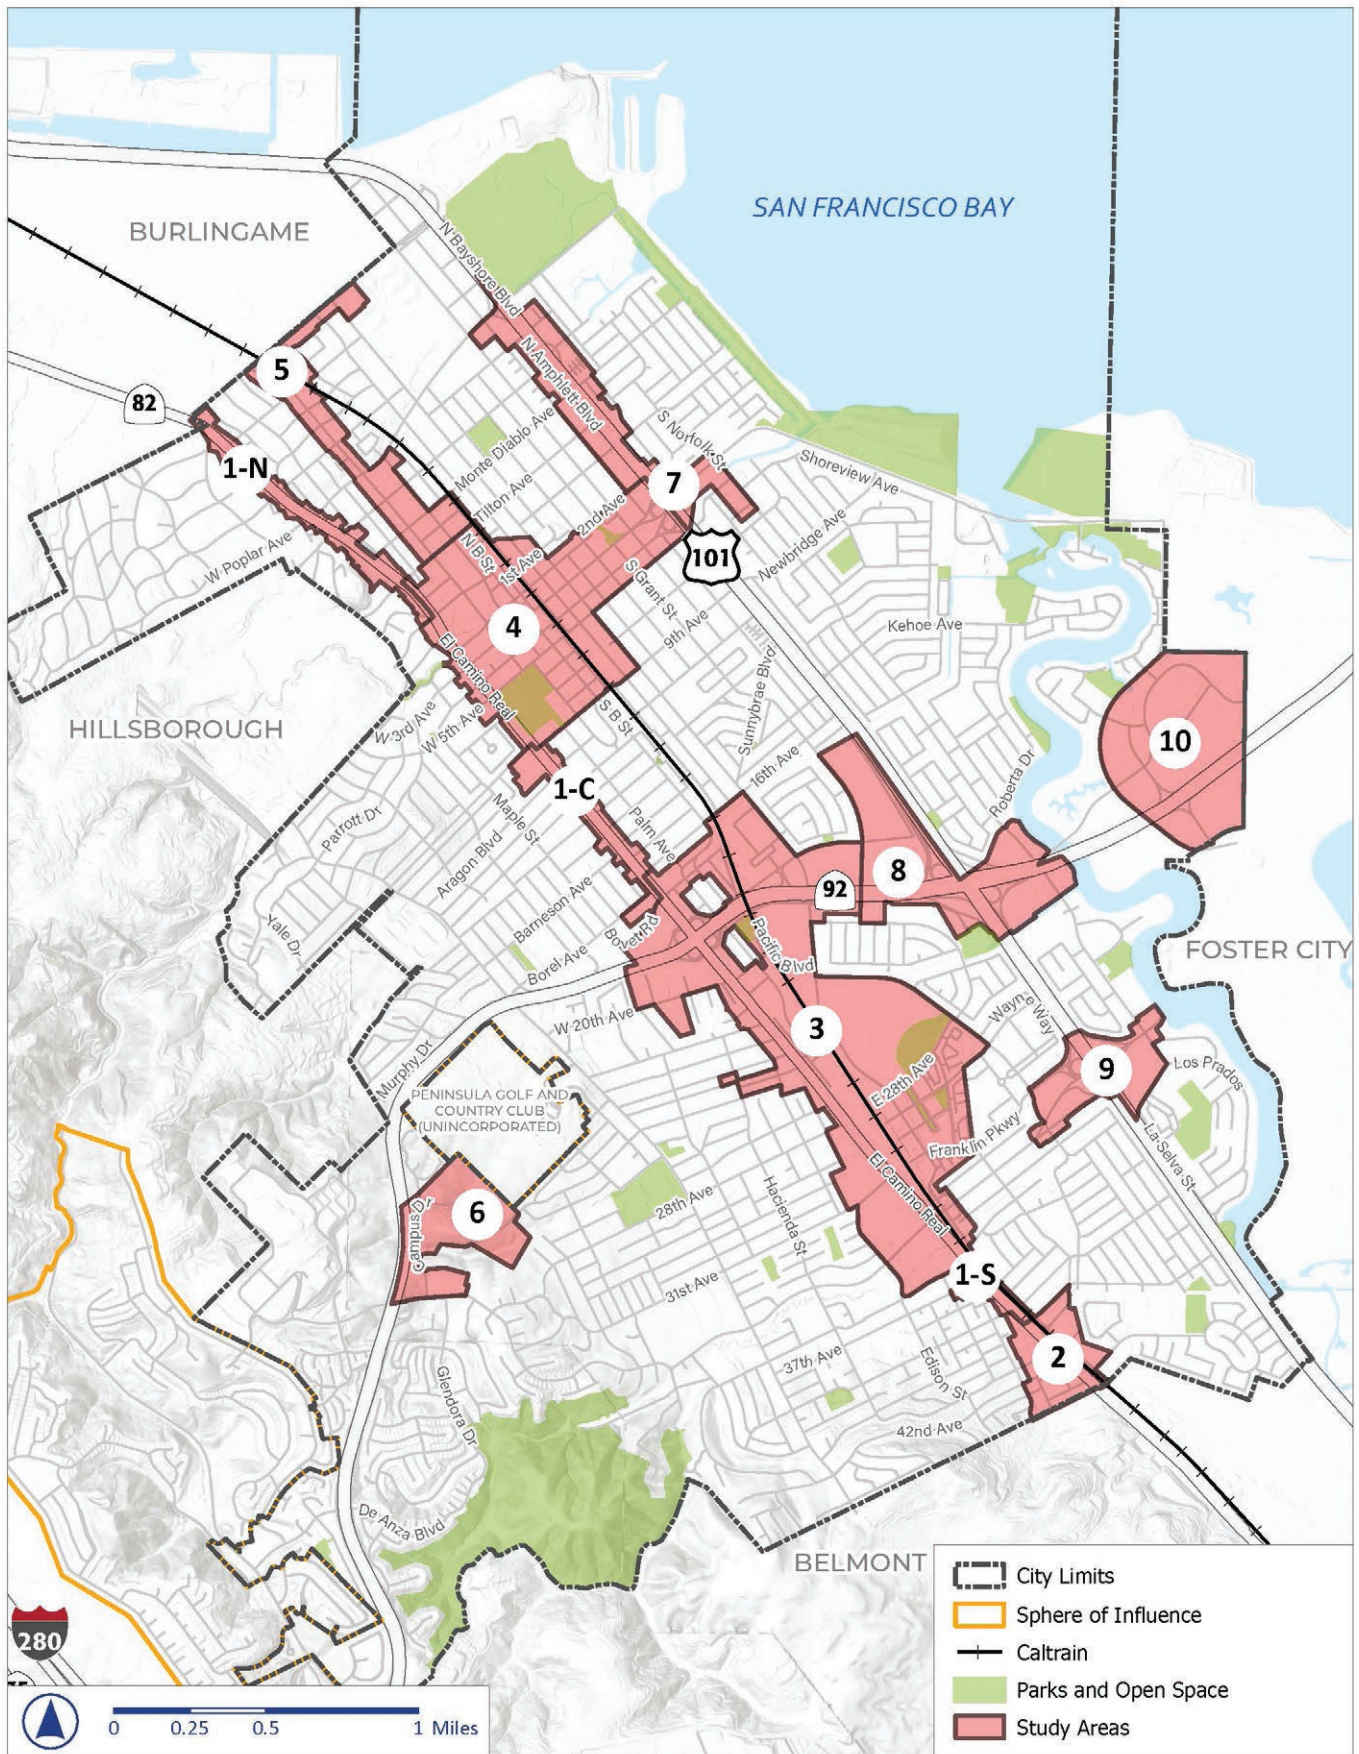 SAN FRANCISCO BAY
BURLINGAME
N Bayshore Blvd
5
82
N Amphlett Blvd
1-N
Monte Diablo Ave
S Norfolk St
Shoreview Ave
Tilton Ave
7
2nd Ave
N B St
1st Ave
101
Newbridge Ave
W Poplar Ave
S Grant St
4
9th Ave
Kehoe Ave
El Camino Real
Sunnybrae Blvd
HILLSBOROUGH
W 3rd Ave
W 5th Ave
S B St
10
16th Ave
1-C
Roberta Dr
Parrott Dr
Maple St
Palm Ave
Aragon Blvd
8
92
Barneson Ave
Yale Dr
Bovet Rd
Pacific Blvd
Borel Ave
FOSTER CITY
W 20th Ave
3
Wayne Way
Murphy Dr
9
Los Prados
E 28th Ave
PENINSULA GOLF AND
COUNTRY CLUB
(UNINCORPORATED)
Franklin Pkwy
La Selva St
El Camino Real
28th Ave
Hacienda St
6
Campus Dr
31st Ave
1-S
2
37th Ave
Edison St
Glendora Dr
42nd Ave
De Anza Blvd
BELMONT
280
City Limits
Sphere of Influence
Caltrain
Parks and Open Space
Study Areas
0 0.25 0.5 1 Miles